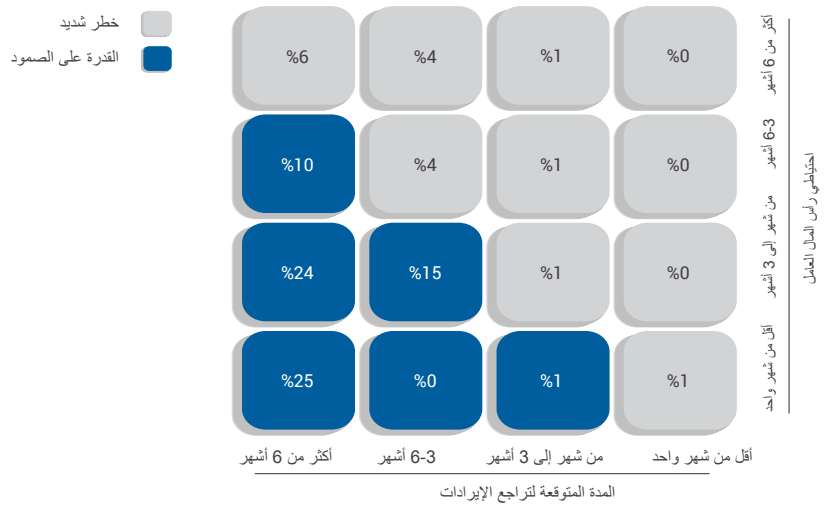 خطر شديد
القدرة على الصمود
%0 %1 %4 %6
%0 %1 %4 %10
%0 %1 %15 %24
%1 %1 %0 %25
أكثر من 6 أشهر
6-3 أشهر
من شهر إلى 3 أشهر
أقل من شهر واحد
احتياطي رأس المال العامل
أقل من شهر واحد
من شهر إلى 3 أشهر
6-3 أشهر
أكثر من 6 أشهر
المدة المتوقعة لتراجع الإيرادات